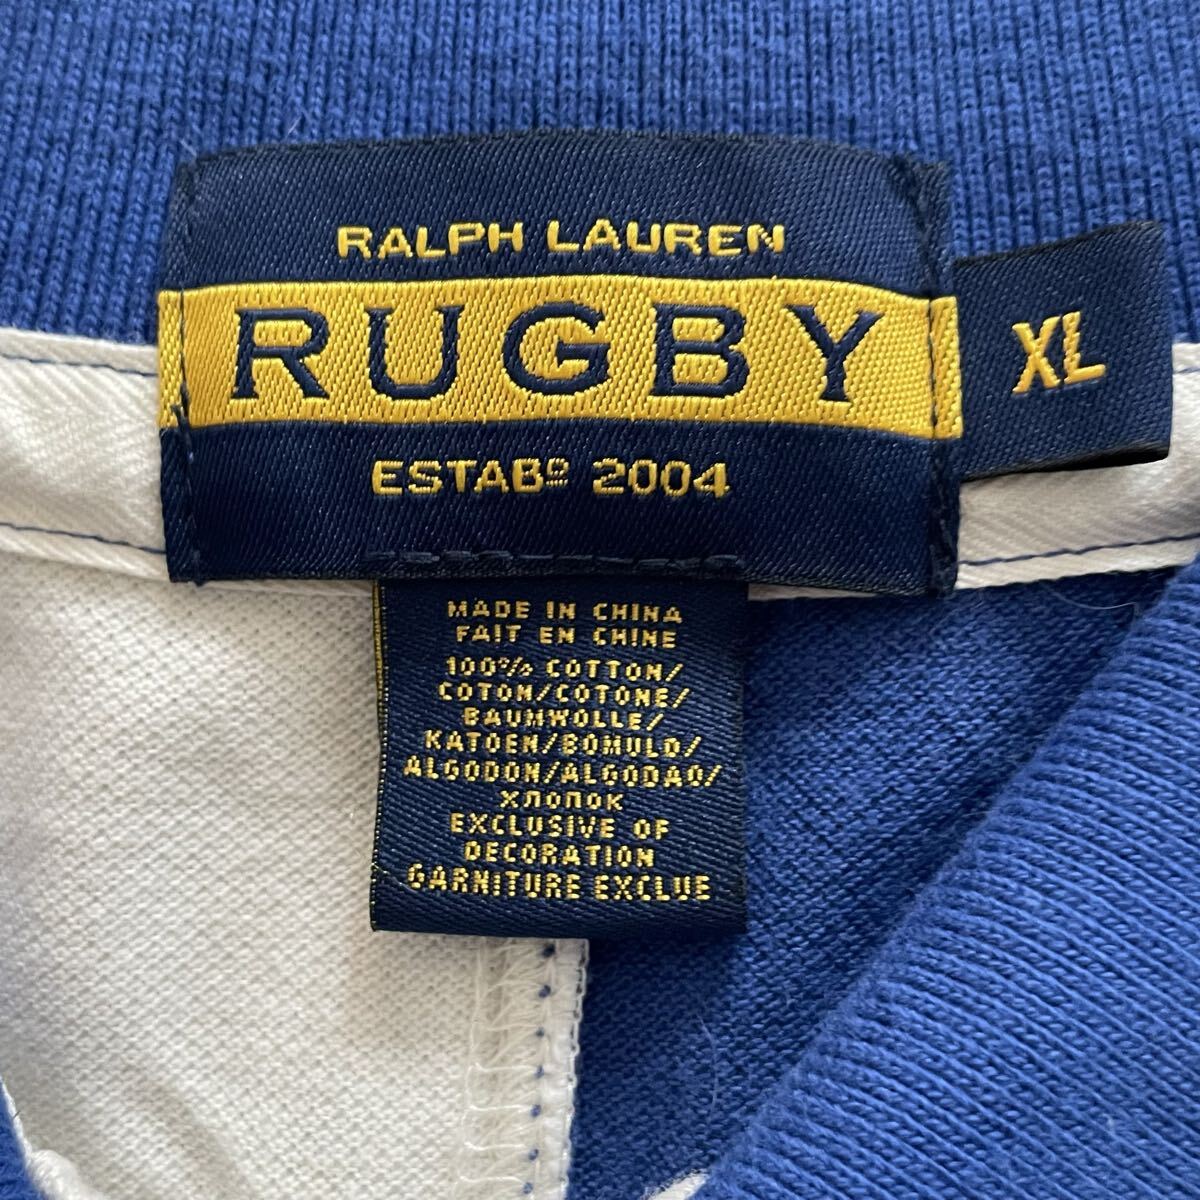 RALPH LAUREN
RUGBY
ESTABº 2004
XL
MADE IN CHINA
FAIT EN CHINE
100% COTTON/
COTON/COTONE/
BAUMWOLLE/
KATOEN/BOMULD/
ALGODON/ALGODAO/
хлопок
EXCLUSIVE OF
DECORATION
GARNITURE EXCLUE